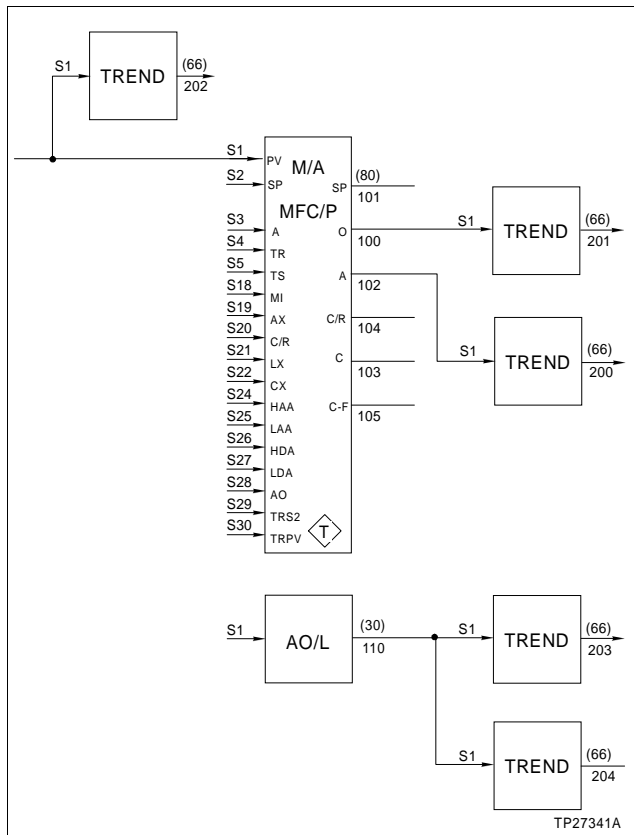 S1
TREND
(66)
202
S1
PV
M/A
S2
SP
SP
(80)
101
MFC/P
S3
A
O
100
S1
TREND
(66)
201
S4
TR
S5
TS
A
102
S18
MI
S19
AX
C/R
104
S20
C/R
S21
LX
C
103
S1
TREND
(66)
200
S22
CX
S24
HAA
C-F
105
S25
LAA
S26
HDA
S27
LDA
S28
AO
S29
TRS2
S30
TRPV
T
S1
AO/L
(30)
110
S1
TREND
(66)
203
S1
TREND
(66)
204
TP27341A